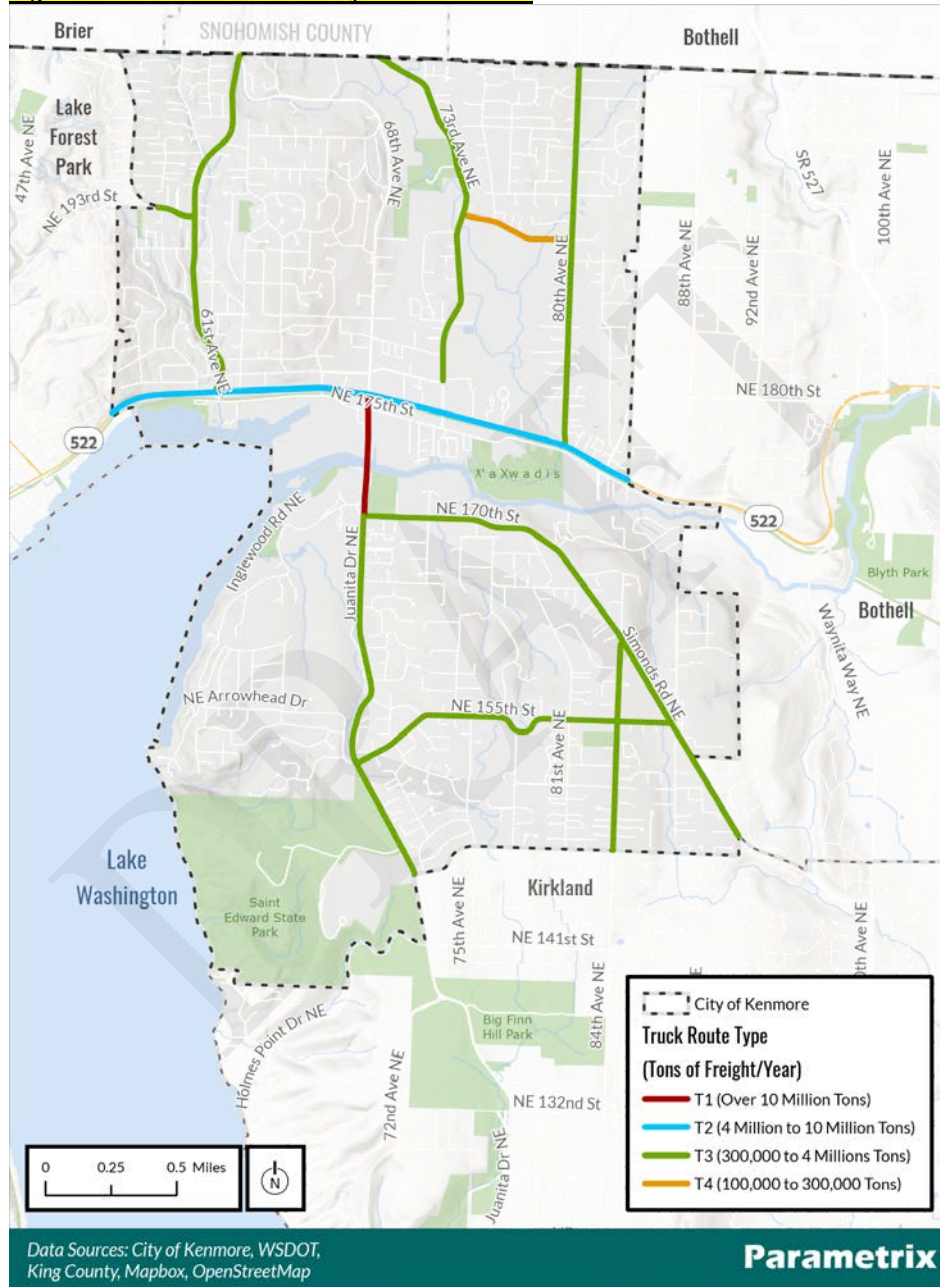 Brier
SNOHOMISH COUNTY
Bothell
Lake
Forest
Park
47th Ave NE
NE 193rd St
68th Ave NE
73rd Ave NE
SR 527
100th Ave NE
61st Ave NE
80th Ave NE
88th Ave NE
92nd Ave NE
NE 180th St
NE 175th St
522
X'a X w a d i s
522
Inglewood Rd NE
NE 170th St
Juanita Dr NE
Blyth Park
Bothell
Simonds Rd NE
Waynita Way NE
NE Arrowhead Dr
NE 155th St
81st Ave NE
DRAFT
Lake
Washington
Saint
Edward State
Park
Kirkland
75th Ave NE
NE 141st St
84th Ave NE
0th Ave NE
Holmes Point Dr NE
Big Finn
Hill Park
72nd Ave NE
NE 132nd St
Juanita Dr NE
City of Kenmore
Truck Route Type
(Tons of Freight/Year)
T1 (Over 10 Million Tons)
T2 (4 Million to 10 Million Tons)
T3 (300,000 to 4 Millions Tons)
T4 (100,000 to 300,000 Tons)
0 0.25 0.5 Miles
N
Data Sources: City of Kenmore, WSDOT,
King County, Mapbox, OpenStreetMap
Parametrix